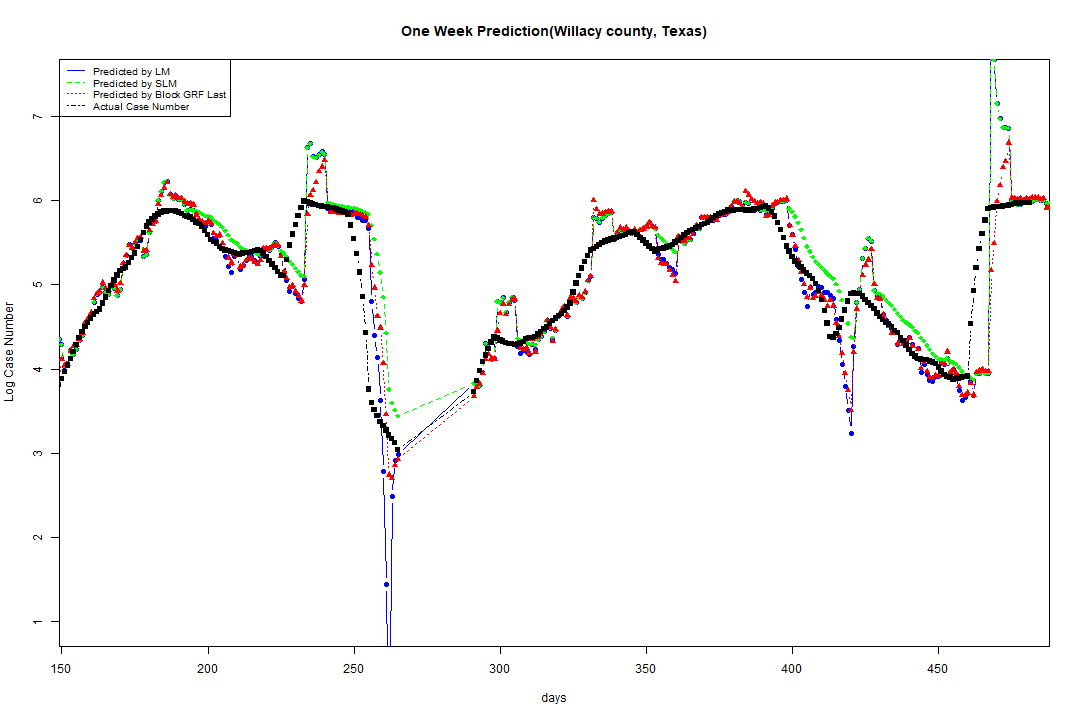 One Week Prediction(Willacy county, Texas)
Predicted by LM
Predicted by SLM
Predicted by Block GRF Last
Actual Case Number
7
6
5
4
3
2
1
Log Case Number
150 200 250 300 350 400 450
days